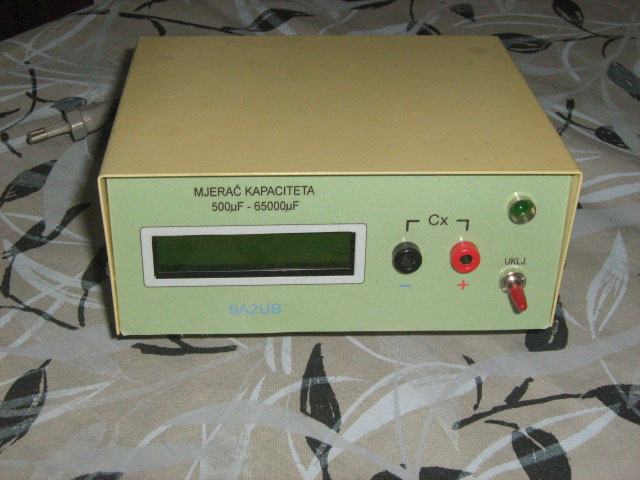 MJERAČ KAPACITETA
500µF - 65000µF
Cx
UKLJ.
− +
9A2UB